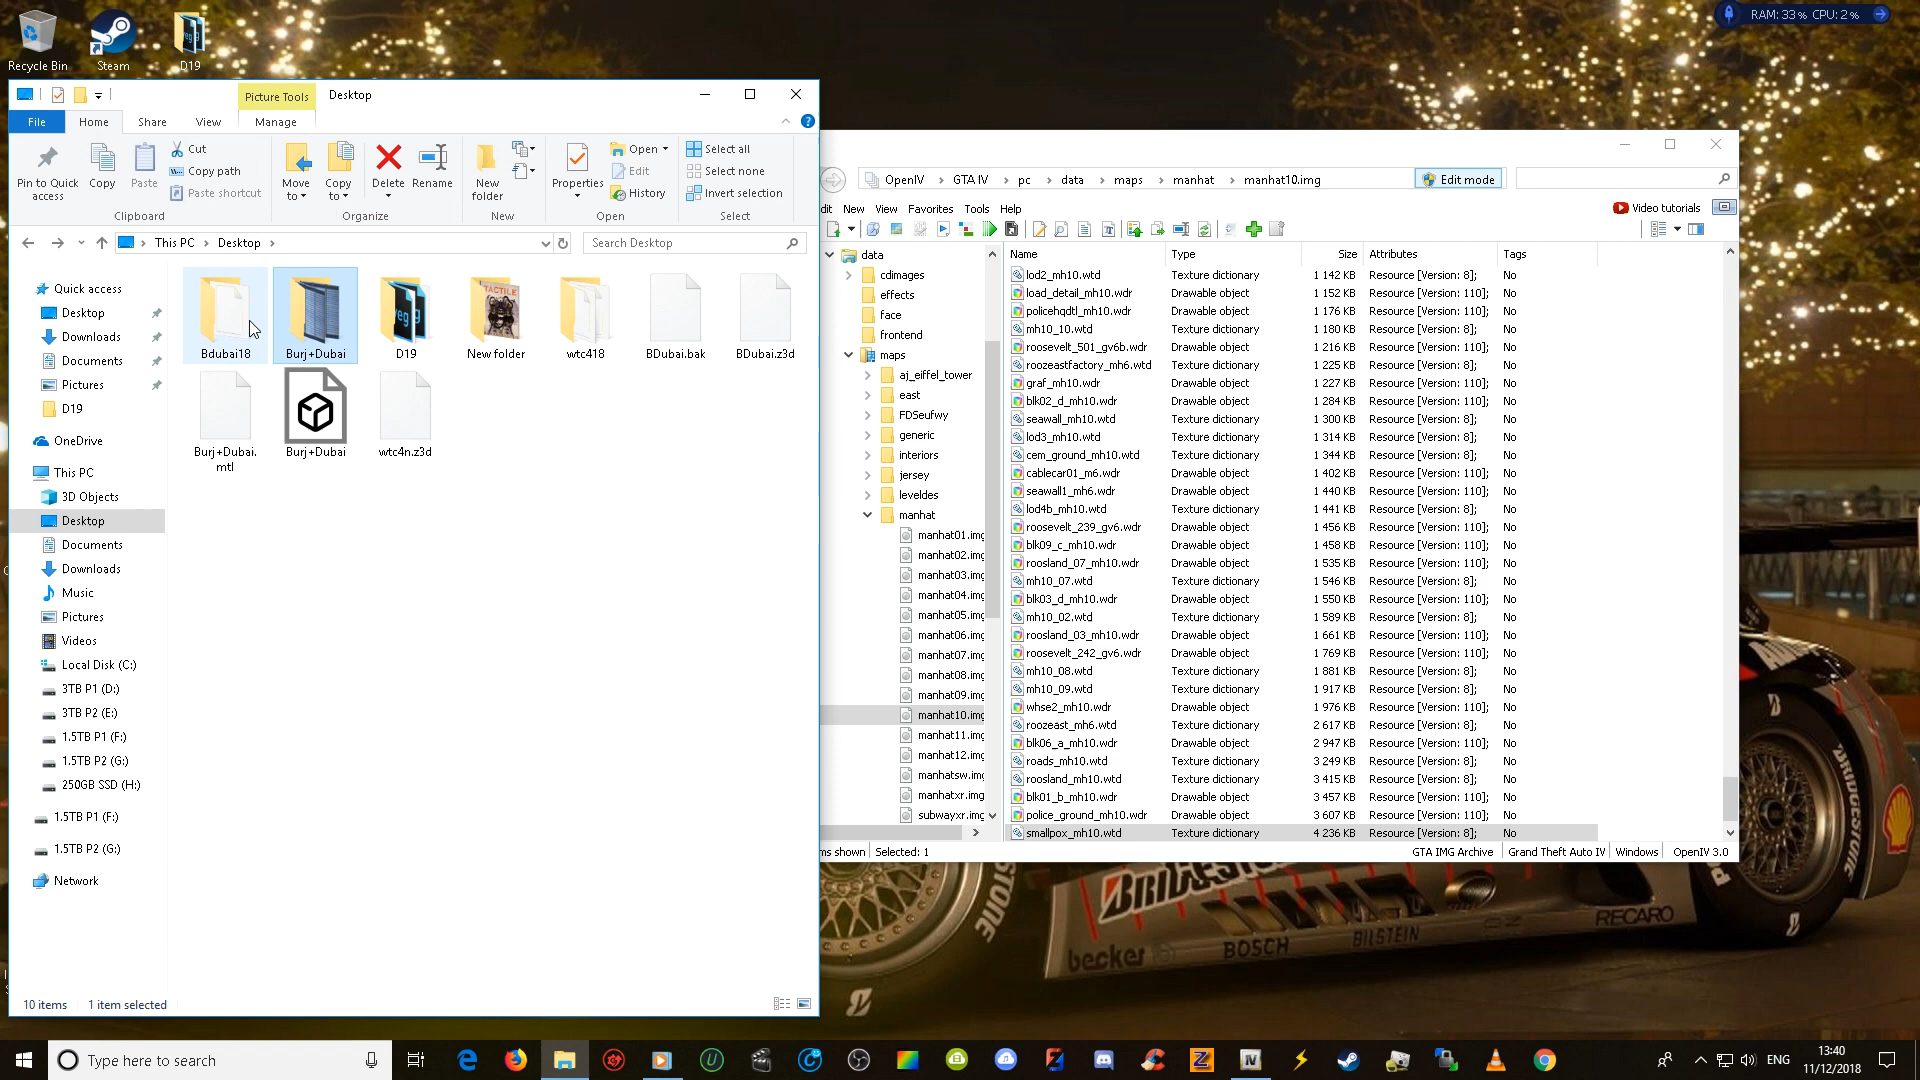 RAM: 33 % CPU: 2 %
Recycle Bin
Steam
D19
Picture Tools
Desktop
File
Home
Share
View
Manage
Pin to Quick access
Copy
Paste
Cut
Copy path
Paste shortcut
Clipboard
Move to
Copy to
Delete
Rename
Organize
New folder
New
Properties
Open
Edit
History
Open
Select all
Select none
Invert selection
Select
This PC
Desktop
Search Desktop
Quick access
Desktop
Downloads
Documents
Pictures
D19
OneDrive
This PC
3D Objects
Desktop
Documents
Downloads
Music
Pictures
Videos
Local Disk (C:)
3TB P1 (D:)
3TB P2 (E:)
1.5TB P1 (F:)
1.5TB P2 (G:)
250GB SSD (H:)
1.5TB P1 (F:)
1.5TB P2 (G:)
Network
Bdubai18
Burj+Dubai
D19
New folder
wtc418
BDubai.bak
BDubai.z3d
TACTILE
Burj+Dubai.
mtl
Burj+Dubai
wtc4n.z3d
10 items
1 item selected
OpenIV
GTA IV
pc
data
maps
manhat
manhat10.img
Edit mode
dit
New
View
Favorites
Tools
Help
Video tutorials
data
cdimages
effects
face
frontend
maps
aj_eiffel_tower
east
FDSeufwy
generic
interiors
jersey
leveldes
manhat
manhat01.img
manhat02.img
manhat03.img
manhat04.img
manhat05.img
manhat06.img
manhat07.img
manhat08.img
manhat09.img
manhat10.img
manhat11.img
manhat12.img
manhatsw.img
manhatxr.img
subwayxr.img
Name Type Size Attributes Tags
lod2_mh10.wtd Texture dictionary 1 142 KB Resource [Version: 8]; No
load_detail_mh10.wdr Drawable object 1 152 KB Resource [Version: 110]; No
policehqdtl_mh10.wdr Drawable object 1 176 KB Resource [Version: 110]; No
mh10_10.wtd Texture dictionary 1 180 KB Resource [Version: 8]; No
roosevelt_501_gv6b.wdr Drawable object 1 216 KB Resource [Version: 110]; No
roozeastfactory_mh6.wtd Texture dictionary 1 225 KB Resource [Version: 8]; No
graf_mh10.wdr Drawable object 1 227 KB Resource [Version: 110]; No
blk02_d_mh10.wdr Drawable object 1 284 KB Resource [Version: 110]; No
seawall_mh10.wtd Texture dictionary 1 300 KB Resource [Version: 8]; No
lod3_mh10.wtd Texture dictionary 1 314 KB Resource [Version: 8]; No
cem_ground_mh10.wtd Texture dictionary 1 344 KB Resource [Version: 8]; No
cablecar01_m6.wdr Drawable object 1 402 KB Resource [Version: 110]; No
seawall1_mh6.wdr Drawable object 1 440 KB Resource [Version: 110]; No
lod4b_mh10.wtd Texture dictionary 1 441 KB Resource [Version: 8]; No
roosevelt_239_gv6.wdr Drawable object 1 456 KB Resource [Version: 110]; No
blk09_c_mh10.wdr Drawable object 1 458 KB Resource [Version: 110]; No
roosland_07_mh10.wdr Drawable object 1 535 KB Resource [Version: 110]; No
mh10_07.wtd Texture dictionary 1 546 KB Resource [Version: 8]; No
blk03_d_mh10.wdr Drawable object 1 550 KB Resource [Version: 110]; No
mh10_02.wtd Texture dictionary 1 589 KB Resource [Version: 8]; No
roosland_03_mh10.wdr Drawable object 1 661 KB Resource [Version: 110]; No
roosevelt_242_gv6.wdr Drawable object 1 769 KB Resource [Version: 110]; No
mh10_08.wtd Texture dictionary 1 881 KB Resource [Version: 8]; No
mh10_09.wtd Texture dictionary 1 917 KB Resource [Version: 8]; No
whse2_mh10.wdr Drawable object 1 976 KB Resource [Version: 110]; No
roozeast_mh6.wtd Texture dictionary 2 617 KB Resource [Version: 8]; No
blk06_a_mh10.wdr Drawable object 2 947 KB Resource [Version: 110]; No
roads_mh10.wtd Texture dictionary 3 249 KB Resource [Version: 8]; No
roosland_mh10.wtd Texture dictionary 3 415 KB Resource [Version: 8]; No
blk01_b_mh10.wdr Drawable object 3 457 KB Resource [Version: 110]; No
police_ground_mh10.wdr Drawable object 3 607 KB Resource [Version: 110]; No
smallpox_mh10.wtd Texture dictionary 4 236 KB Resource [Version: 8]; No
ms shown
Selected: 1
GTA IMG Archive
Grand Theft Auto IV
Windows
OpenIV 3.0
BRIDGESTONE
becker
BOSCH
BILSTEIN
RECARO
Type here to search
ENG
13:40
11/12/2018